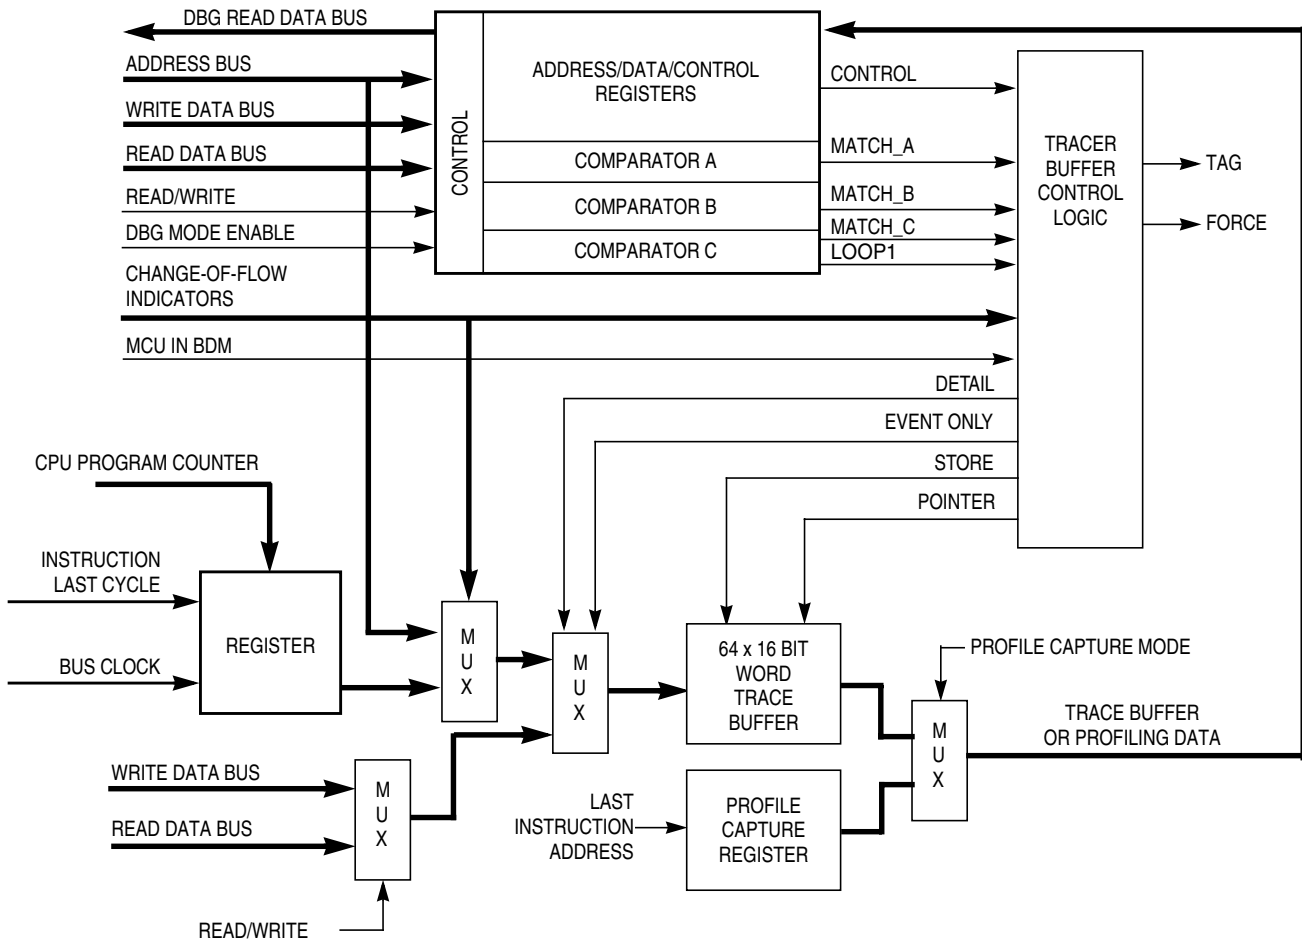 DBG READ DATA BUS
ADDRESS BUS
WRITE DATA BUS
READ DATA BUS
READ/WRITE
DBG MODE ENABLE
CHANGE-OF-FLOW
INDICATORS
MCU IN BDM
CONTROL
ADDRESS/DATA/CONTROL
REGISTERS
COMPARATOR A
COMPARATOR B
COMPARATOR C
CONTROL
MATCH_A
MATCH_B
MATCH_C
LOOP1
TRACER
BUFFER
CONTROL
LOGIC
TAG
FORCE
DETAIL
EVENT ONLY
STORE
POINTER
CPU PROGRAM COUNTER
INSTRUCTION
LAST CYCLE
BUS CLOCK
REGISTER
M
U
X
M
U
X
64 x 16 BIT
WORD
TRACE
BUFFER
PROFILE CAPTURE MODE
M
U
X
TRACE BUFFER
OR PROFILING DATA
WRITE DATA BUS
READ DATA BUS
M
U
X
READ/WRITE
LAST
INSTRUCTION
ADDRESS
PROFILE
CAPTURE
REGISTER